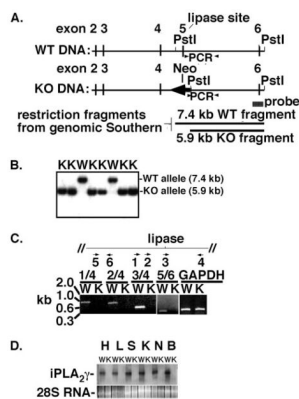 A.
exon 2 3 4 5 lipase site 6
PstI PstI
WT DNA:
PCR
exon 2 3 4 Neo 6
PstI PstI
KO DNA:
PCR
probe
restriction fragments from genomic Southern
7.4 kb WT fragment
5.9 kb KO fragment
B.
KKWKKWKK
WT allele (7.4 kb)
KO allele (5.9 kb)
C.
// lipase //
5 6 1 2 3 4
1/4 2/4 3/4 5/6 GAPDH
W K W K W K W K W K
2.0
kb 1.0
0.6
0.3
D.
H L S K N B
WK WK WK WK WK WK
iPLA₂γ-
28S RNA-